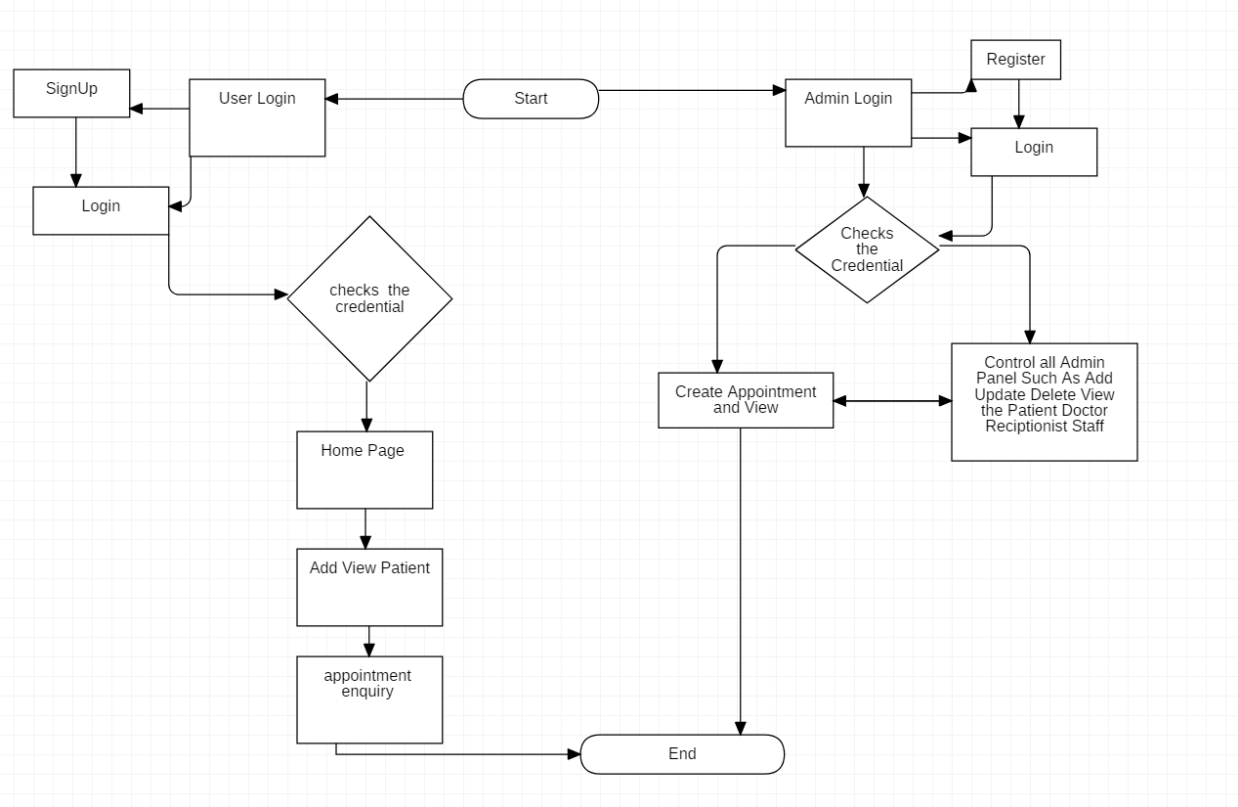 Register
SignUp
User Login
Start
Admin Login
Login
Login
Checks
the
Credential
checks  the
credential
Control all Admin
Panel Such As Add
Update Delete View
the Patient Doctor
Reciptionist Staff
Create Appointment
and View
Home Page
Add View Patient
appointment
enquiry
End